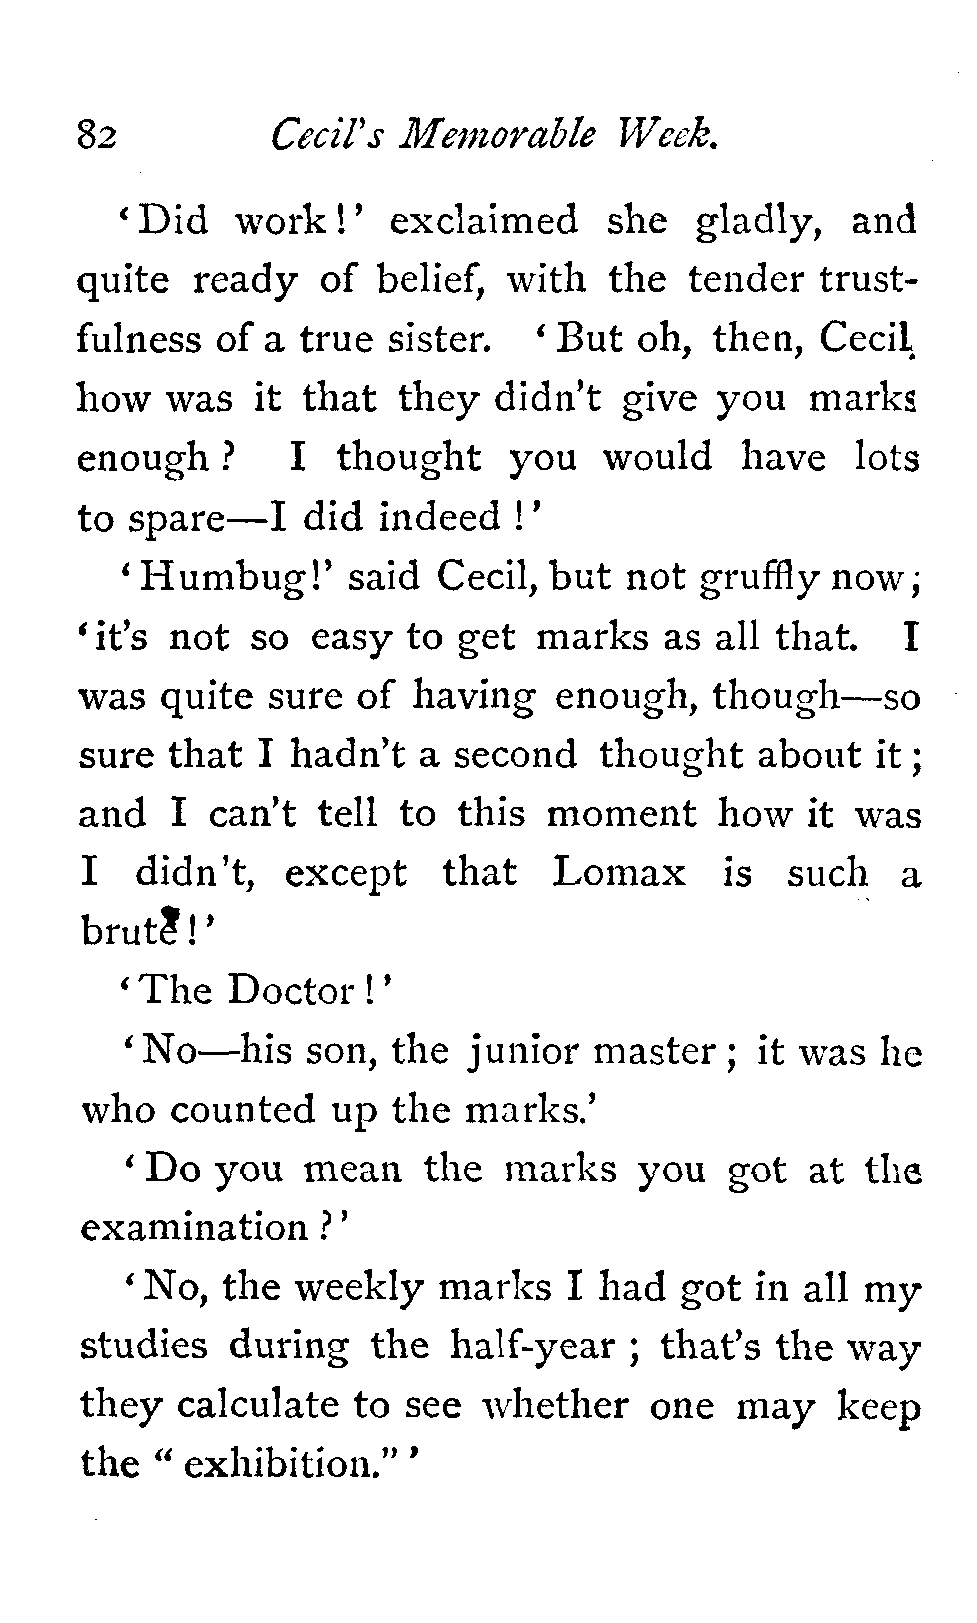 82 Cecil's Memorable Week.
'Did work!' exclaimed she gladly, and
quite ready of belief, with the tender trust-
fulness of a true sister. 'But oh, then, Cecil,
how was it that they didn't give you marks
enough? I thought you would have lots
to spare—I did indeed!'
'Humbug!' said Cecil, but not gruffly now;
'it's not so easy to get marks as all that. I
was quite sure of having enough, though—so
sure that I hadn't a second thought about it;
and I can't tell to this moment how it was
I didn't, except that Lomax is such a
brute!'
'The Doctor!'
'No—his son, the junior master; it was he
who counted up the marks.'
'Do you mean the marks you got at the
examination?'
'No, the weekly marks I had got in all my
studies during the half-year; that's the way
they calculate to see whether one may keep
the "exhibition."'